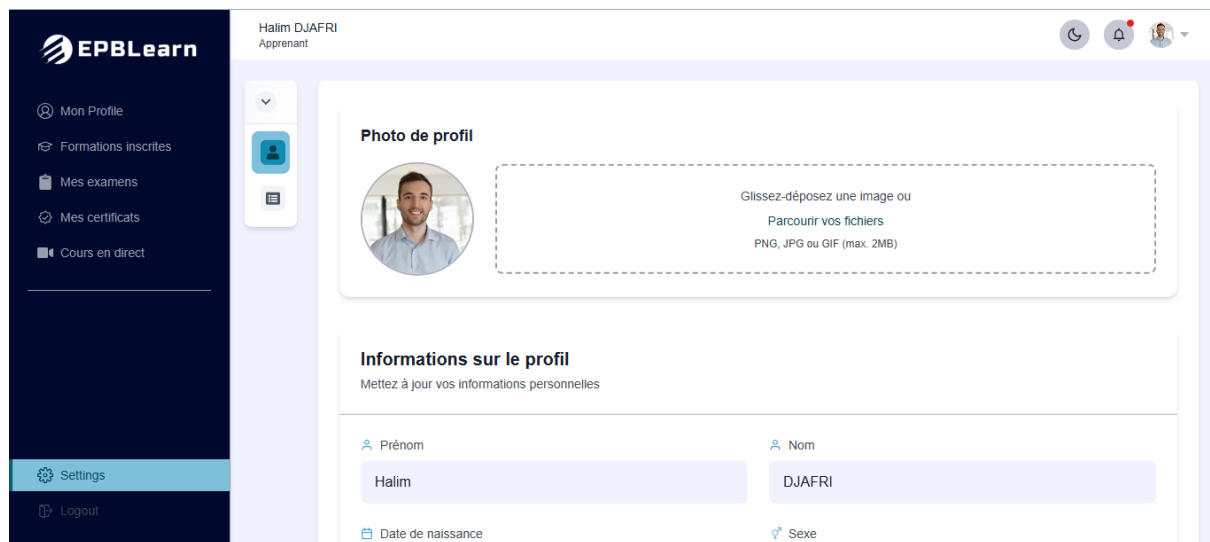 EPBLearn
Halim DJAFRI
Apprenant
Mon Profile
Formations inscrites
Mes examens
Mes certificats
Cours en direct
Settings
Logout
Photo de profil
Glissez-déposez une image ou
Parcourir vos fichiers
PNG, JPG ou GIF (max. 2MB)
Informations sur le profil
Mettez à jour vos informations personnelles
Prénom
Nom
Halim
DJAFRI
Date de naissance
Sexe